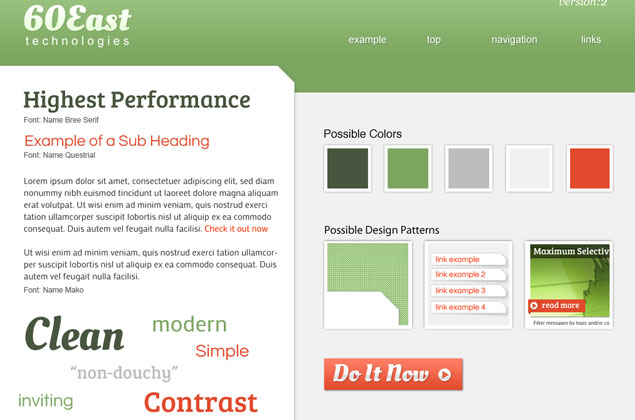 version:2
60East
technologies
example top navigation links
Highest Performance
Font: Name Bree Serif
Example of a Sub Heading
Font: Name Questrial
Lorem ipsum dolor sit amet, consectetuer adipiscing elit, sed diam
nonummy nibh euismod tincidunt ut laoreet dolore magna aliquam
erat volutpat. Ut wisi enim ad minim veniam, quis nostrud exerci
tation ullamcorper suscipit lobortis nisl ut aliquip ex ea commodo
consequat. Duis autem vel feugait nulla facilisi. Check it out now
Ut wisi enim ad minim veniam, quis nostrud exerci tation ullamcor-
per suscipit lobortis nisl ut aliquip ex ea commodo consequat. Duis
autem vel feugait nulla facilisi.
Font: Name Mako
Clean
modern
Simple
“non-douchy”
inviting
Contrast
Possible Colors
Possible Design Patterns
link example
link example 2
link example 3
link example 4
Maximum Selectiv
read more
Filter messages by topic and/or co
Do It Now